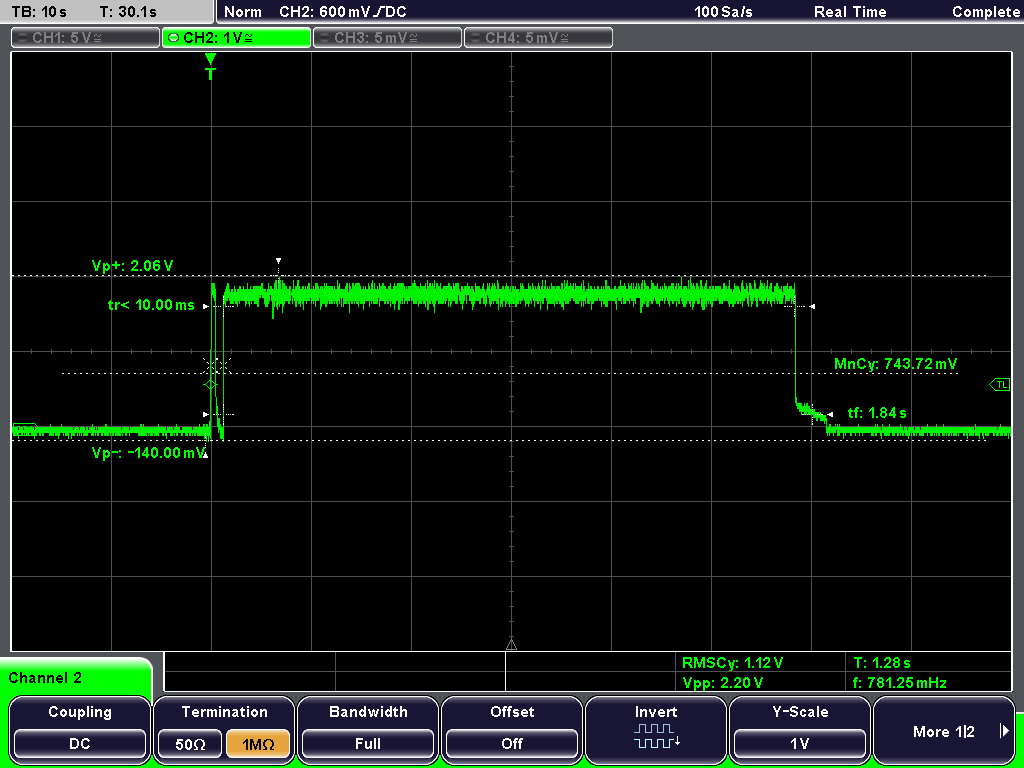 TB: 10 s T: 30.1 s Norm CH2: 600 mV DC 100 Sa/s Real Time Complete
CH1: 5 V≅ CH2: 1 V≅ CH3: 5 mV≅ CH4: 5 mV≅
T
Vp+: 2.06 V
tr< 10.00 ms
MnCy: 743.72 mV
TL
tf: 1.84 s
Vp-: -140.00 mV
RMSCy: 1.12 V T: 1.28 s
Vpp: 2.20 V f: 781.25 mHz
Channel 2
Coupling Termination Bandwidth Offset Invert Y-Scale More 1|2
DC 50Ω 1MΩ Full Off 1 V